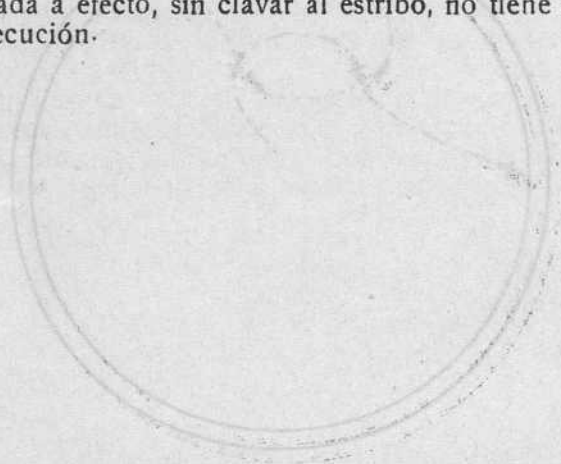 ada a efecto, sin clavar al estribo, no tiene
ecución.